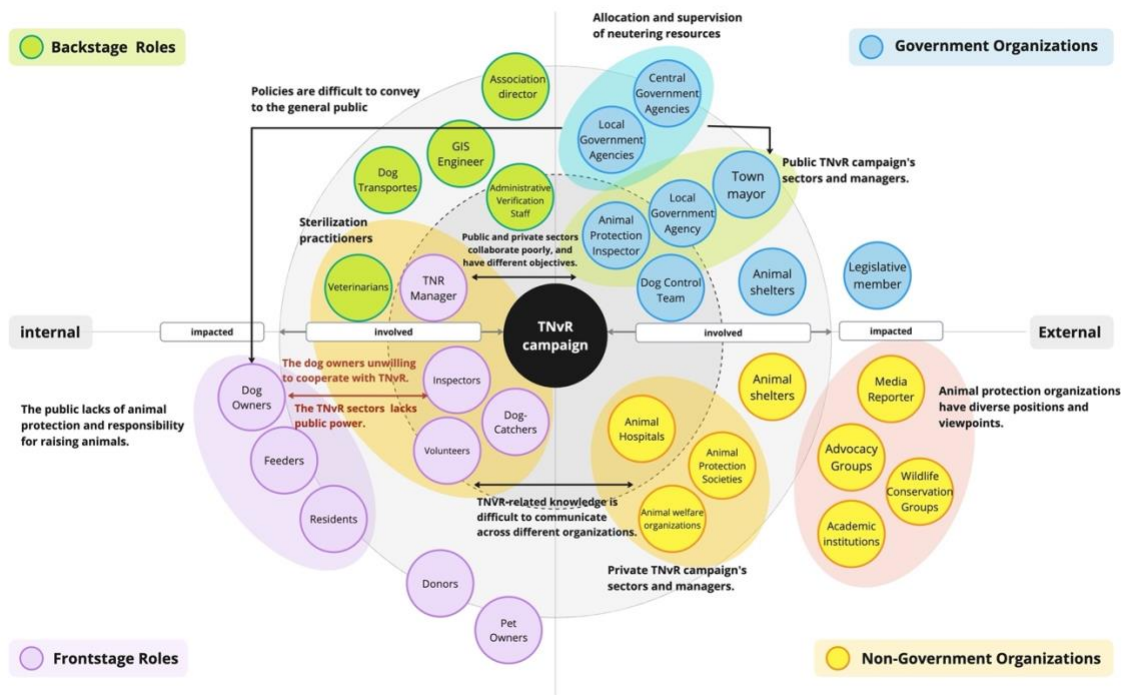 Backstage Roles
Allocation and supervision
of neutering resources
Government Organizations
Policies are difficult to convey
to the general public
Association
director
Central
Government
Agencies
Local
Government
Agencies
GIS
Engineer
Dog
Transportes
Administrative
Verification
Staff
Public TNvR campaign's
sectors and managers.
Town
mayor
Local
Government
Agency
Animal
Protection
Inspector
Sterilization
practitioners
Public and private sectors
collaborate poorly, and
have different objectives.
Veterinarians
TNR
Manager
Dog Control
Team
Animal
shelters
Legislative
member
internal
impacted
involved
TNvR
campaign
involved
impacted
External
The dog owners unwilling
to cooperate with TNvR.
The TNvR sectors lacks
public power.
Dog
Owners
Inspectors
Dog-
Catchers
Volunteers
Feeders
Residents
The public lacks of animal
protection and responsibility
for raising animals.
Animal
shelters
Media
Reporter
Animal protection organizations
have diverse positions and
viewpoints.
Animal
Hospitals
Animal
Protection
Societies
Animal welfare
organizations
Advocacy
Groups
Wildlife
Conservation
Groups
Academic
institutions
TNVR-related knowledge is
difficult to communicate
across different organizations.
Private TNvR campaign's
sectors and managers.
Donors
Pet
Owners
Frontstage Roles
Non-Government Organizations